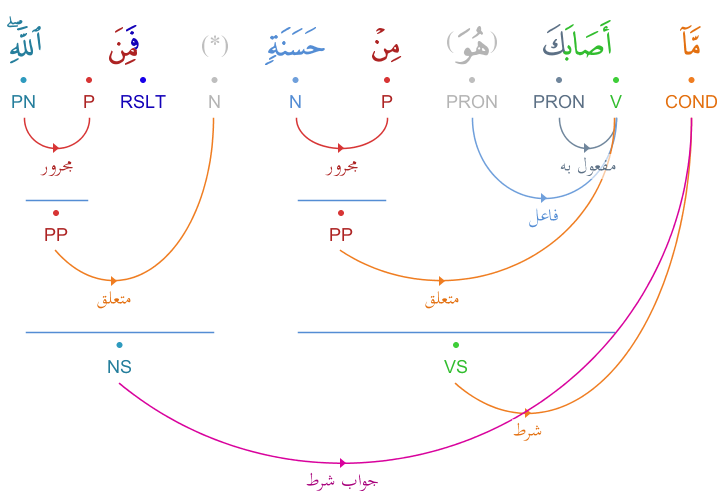 مَّآ أَصَابَكَ (هُوَ) مِنْ حَسَنَةٍ (*) فَمِنَ ٱللَّهِ ۖ
COND V PRON PRON P N N RSLT P PN
مفعول به مجرور مجرور
فاعل
PP PP
متعلق متعلق
VS NS
شرط
جواب شرط